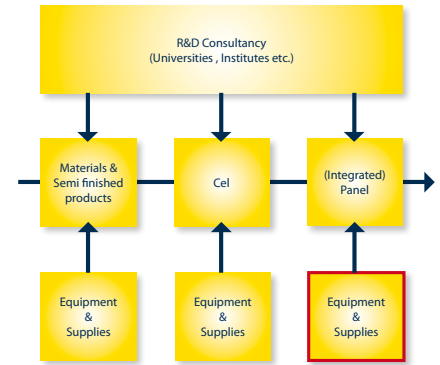 R&D Consultancy
(Universities , Institutes etc.)
Materials &
Semi finished
products
Cel
(Integrated)
Panel
Equipment
&
Supplies
Equipment
&
Supplies
Equipment
&
Supplies